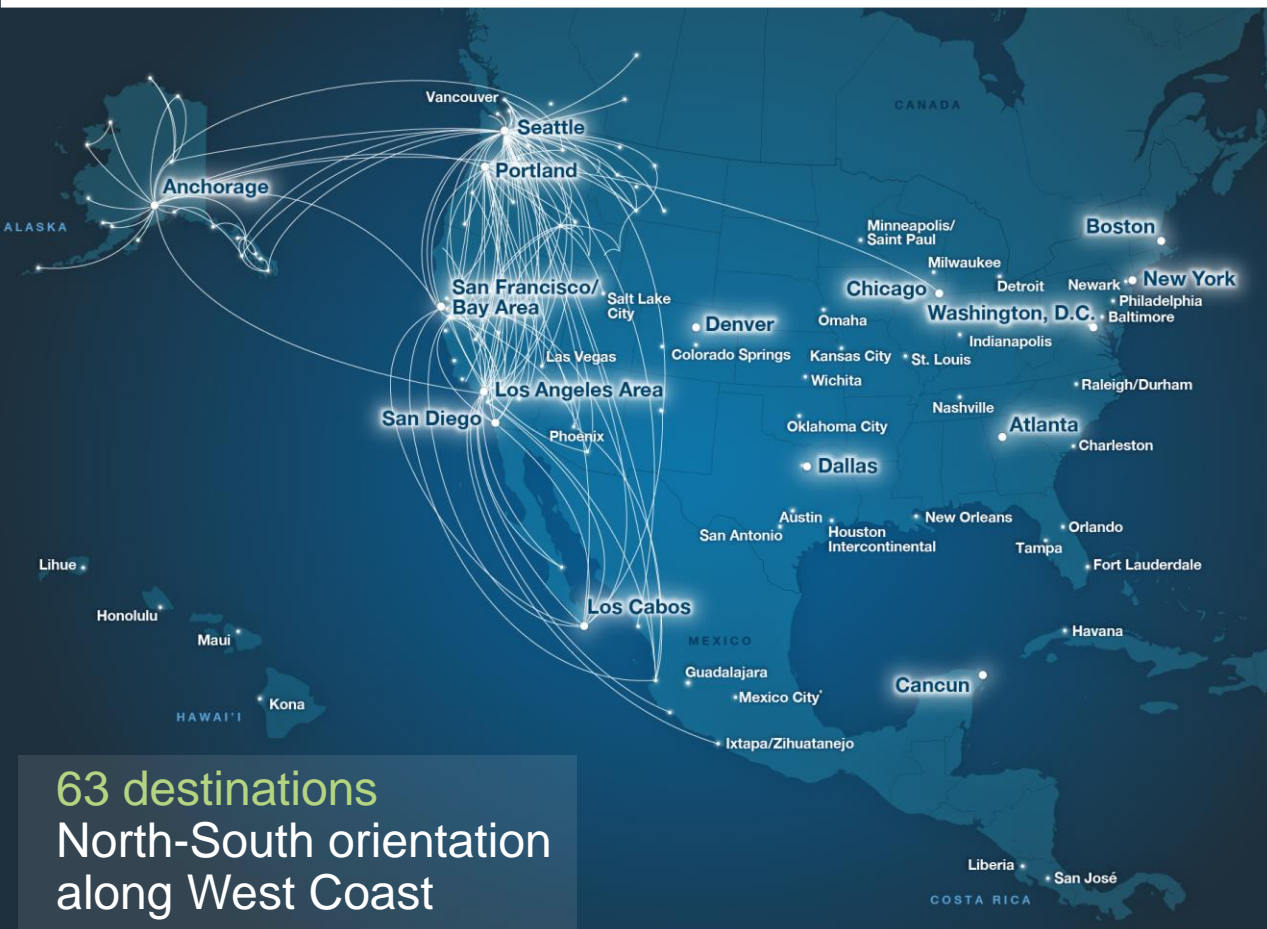 Vancouver
Seattle
Portland
Anchorage
ALASKA
CANADA
Minneapolis/
Saint Paul
Boston
Milwaukee
Detroit
Newark
New York
Chicago
Philadelphia
Washington, D.C.
Baltimore
San Francisco/
Bay Area
Salt Lake
City
Denver
Omaha
Indianapolis
Las Vegas
Colorado Springs
Kansas City
St. Louis
Wichita
Raleigh/Durham
Los Angeles Area
Nashville
San Diego
Phoenix
Oklahoma City
Atlanta
Charleston
Dallas
Austin
San Antonio
Houston
Intercontinental
New Orleans
Orlando
Tampa
Fort Lauderdale
Lihue
Honolulu
Maui
Kona
HAWAI'I
Los Cabos
MEXICO
Havana
Guadalajara
Mexico City*
Cancun
Ixtapa/Zihuatanejo
Liberia
San José
COSTA RICA
63 destinations
North-South orientation
along West Coast